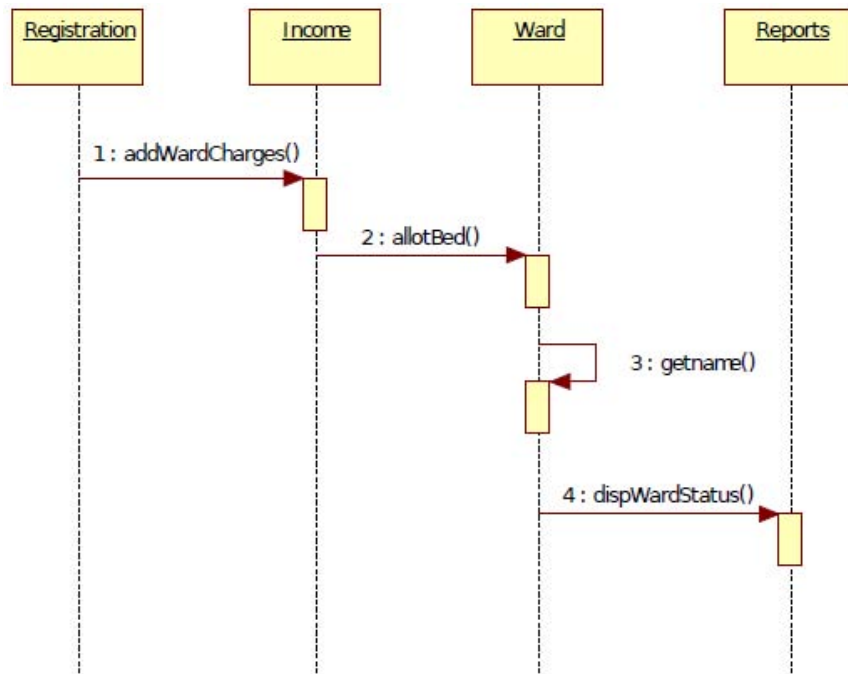 Registration
Income
Ward
Reports
1 : addWardCharges()
2 : allotBed()
3 : getname()
4 : dispWardStatus()